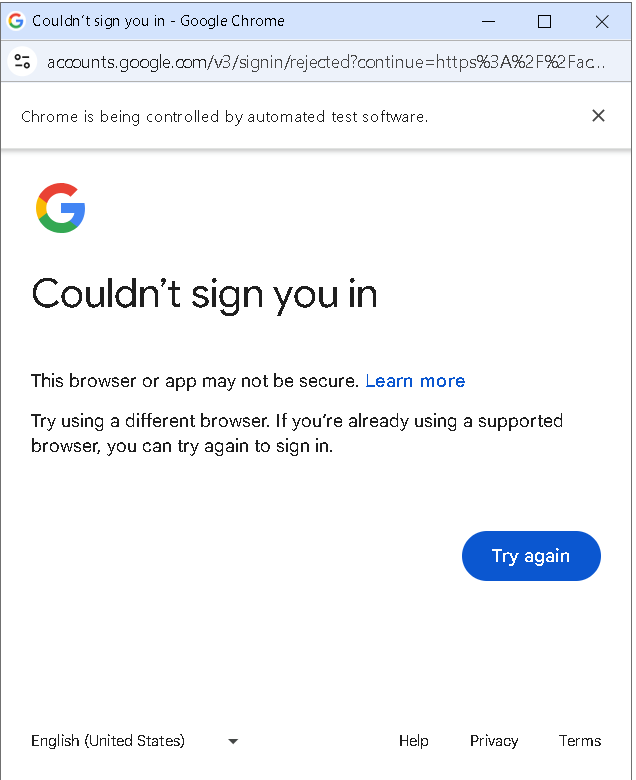 Couldn't sign you in - Google Chrome
accounts.google.com/v3/signin/rejected?continue=https%3A%2F%2Fac...
Chrome is being controlled by automated test software.
Couldn't sign you in
This browser or app may not be secure. Learn more
Try using a different browser. If you're already using a supported
browser, you can try again to sign in.
Try again
English (United States) Help Privacy Terms